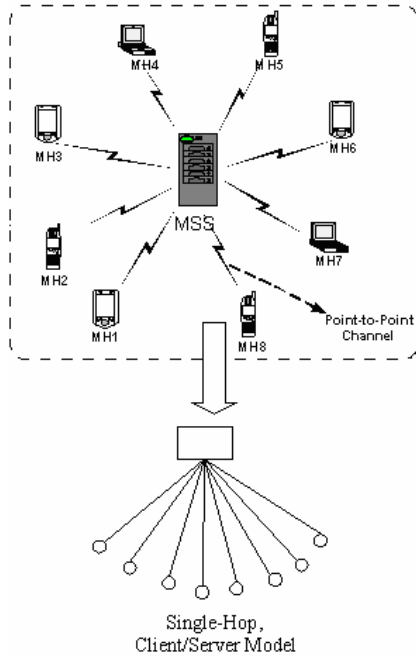 MH4
MH5
MH3
MH6
MSS
MH2
MH7
MH1
MH8
Point-to-Point
Channel
Single-Hop,
Client/Server Model